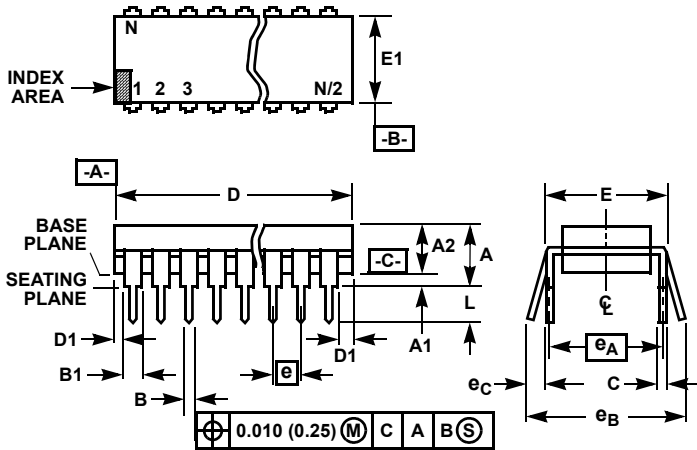 N
INDEX
AREA
1 2 3 N/2
E1
-B-
-A-
D
E
BASE
PLANE
A2
A
-C-
SEATING
PLANE
L
C
L
D1
A1
D1
eA
B1
e
eC
C
B
eB
0.010 (0.25) M C A B S